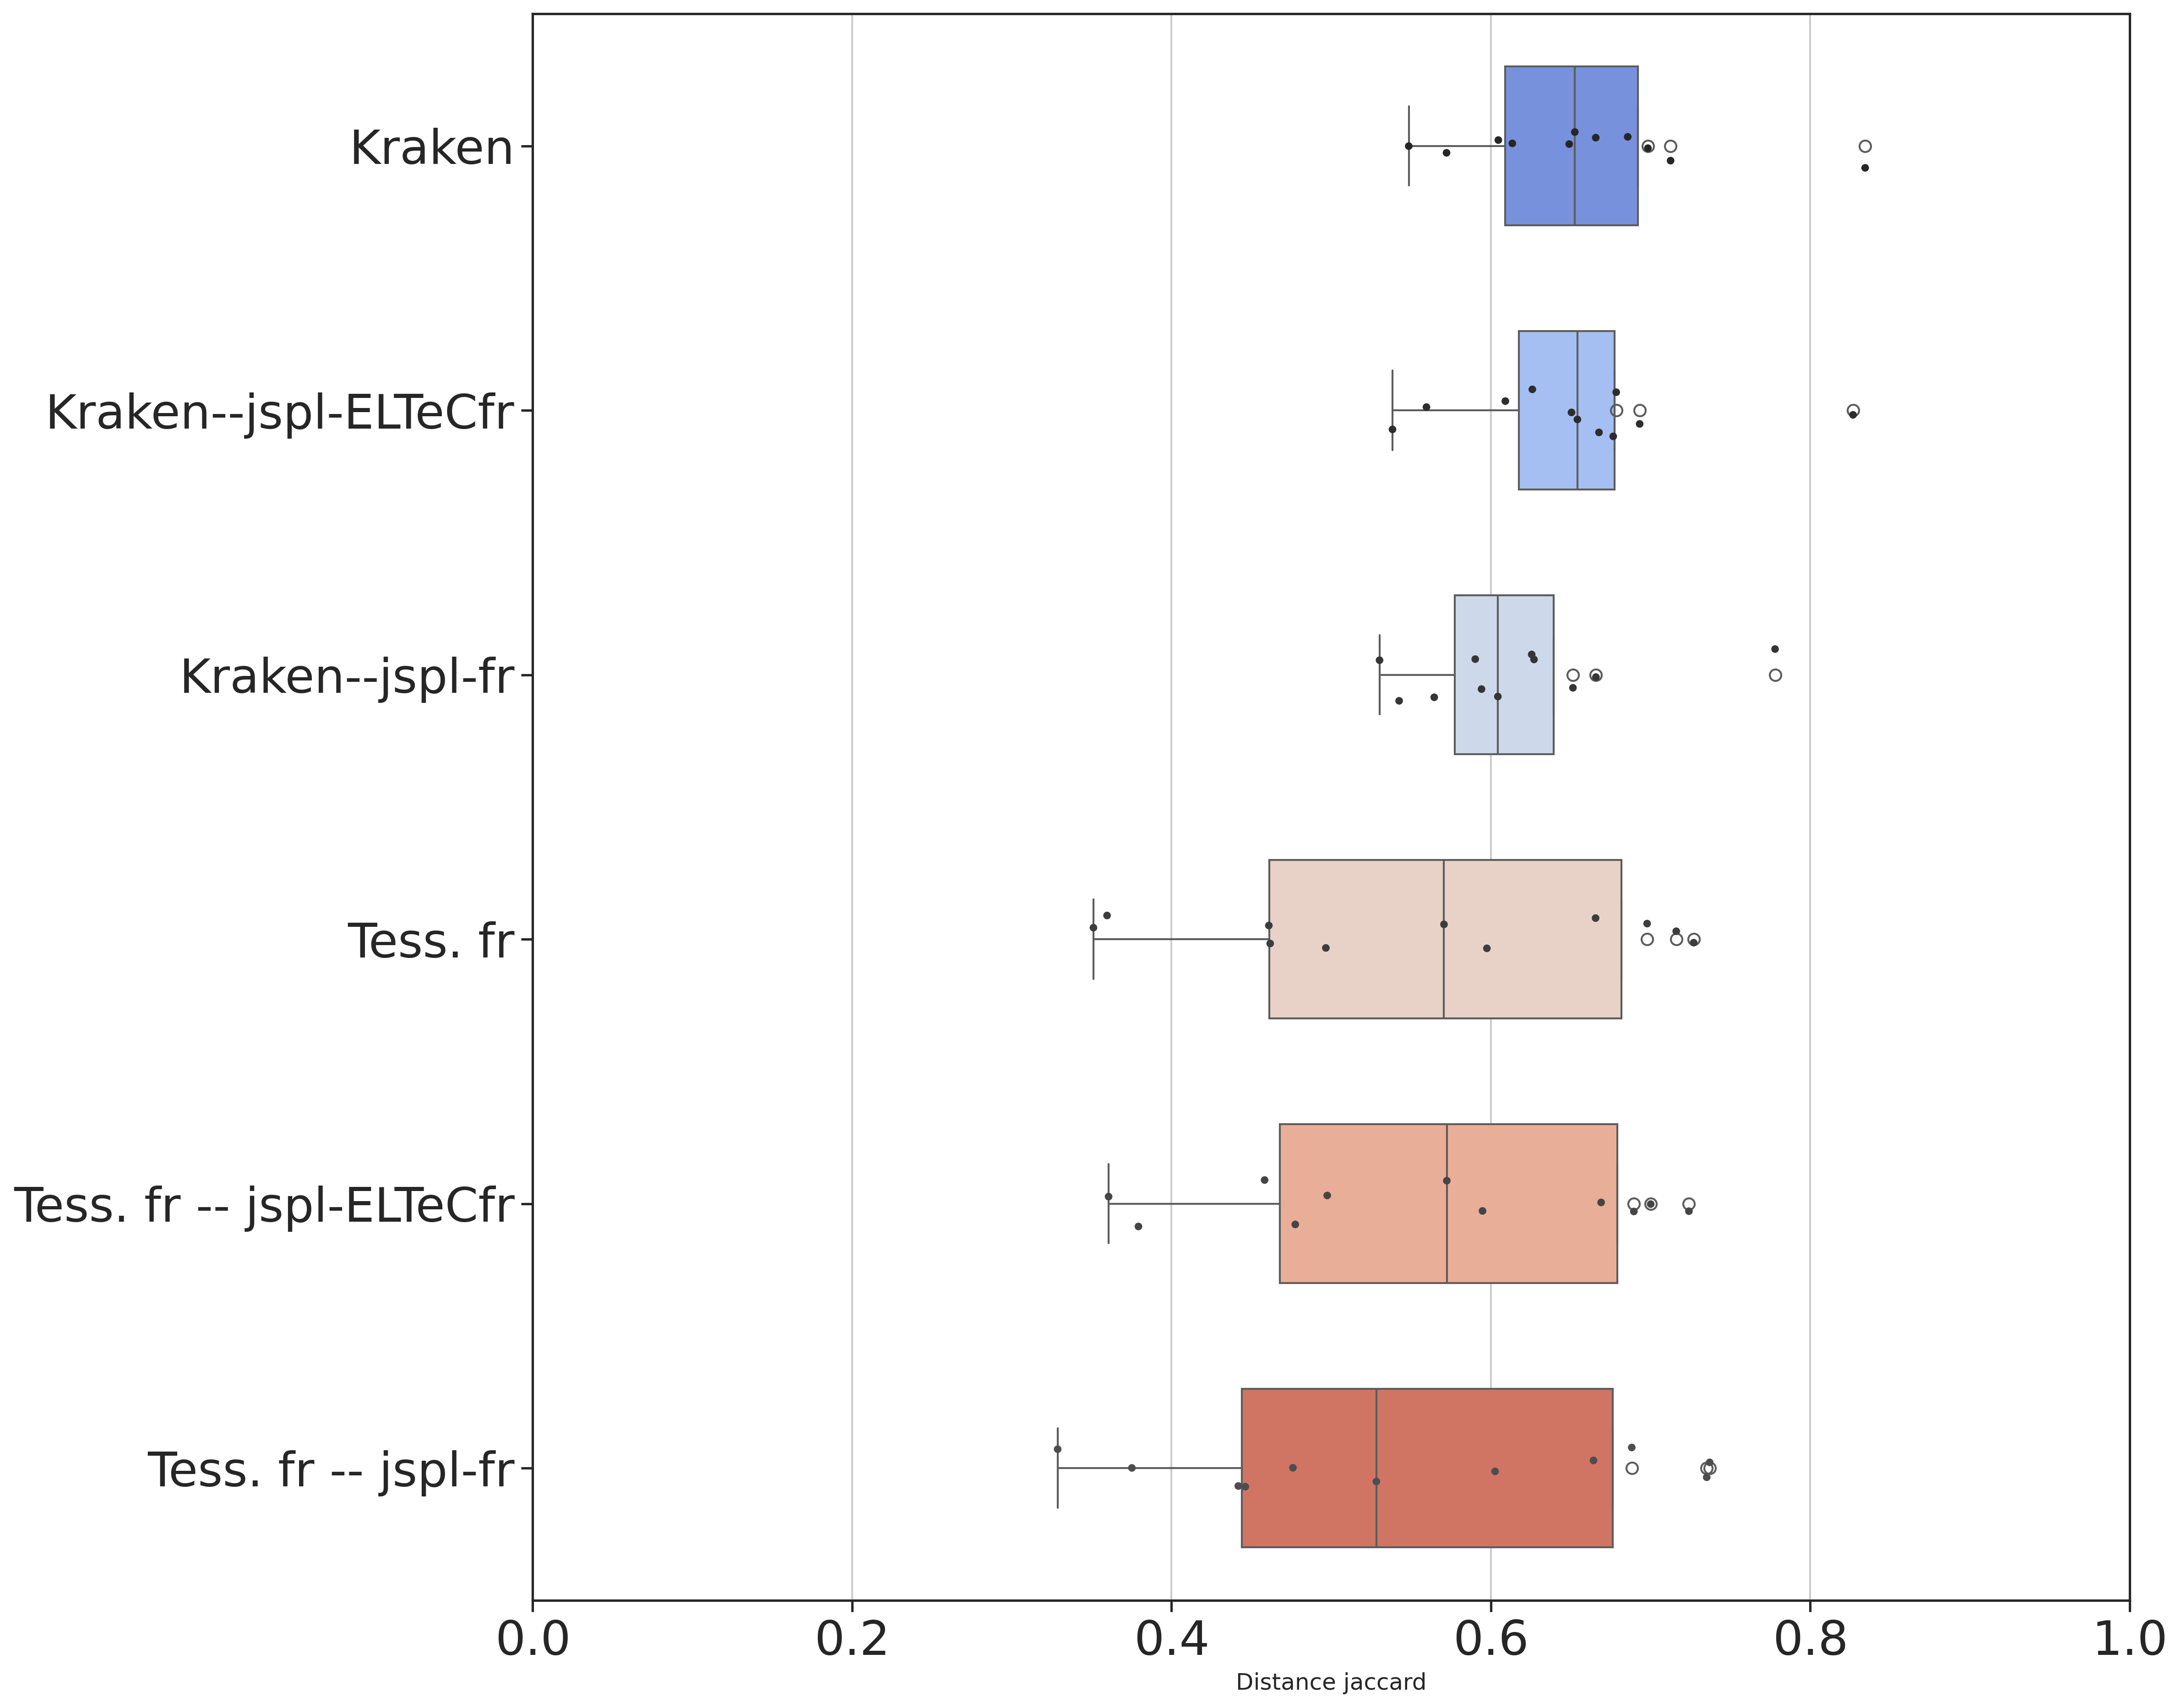 Kraken
Kraken--jspl-ELTeCfr
Kraken--jspl-fr
Tess. fr
Tess. fr -- jspl-ELTeCfr
Tess. fr -- jspl-fr
0.0 0.2 0.4 0.6 0.8 1.0
Distance jaccard